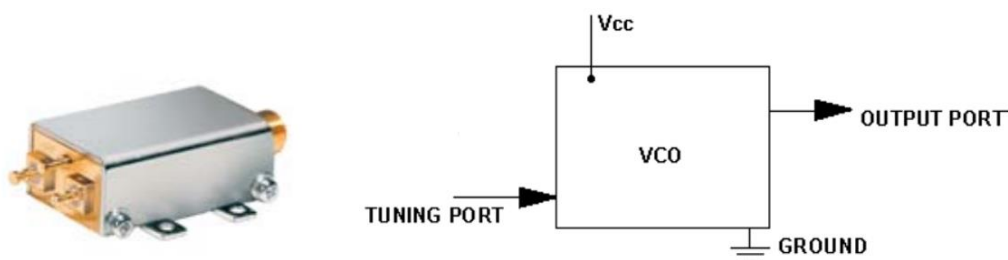 Vcc
OUTPUT PORT
VCO
TUNING PORT
GROUND